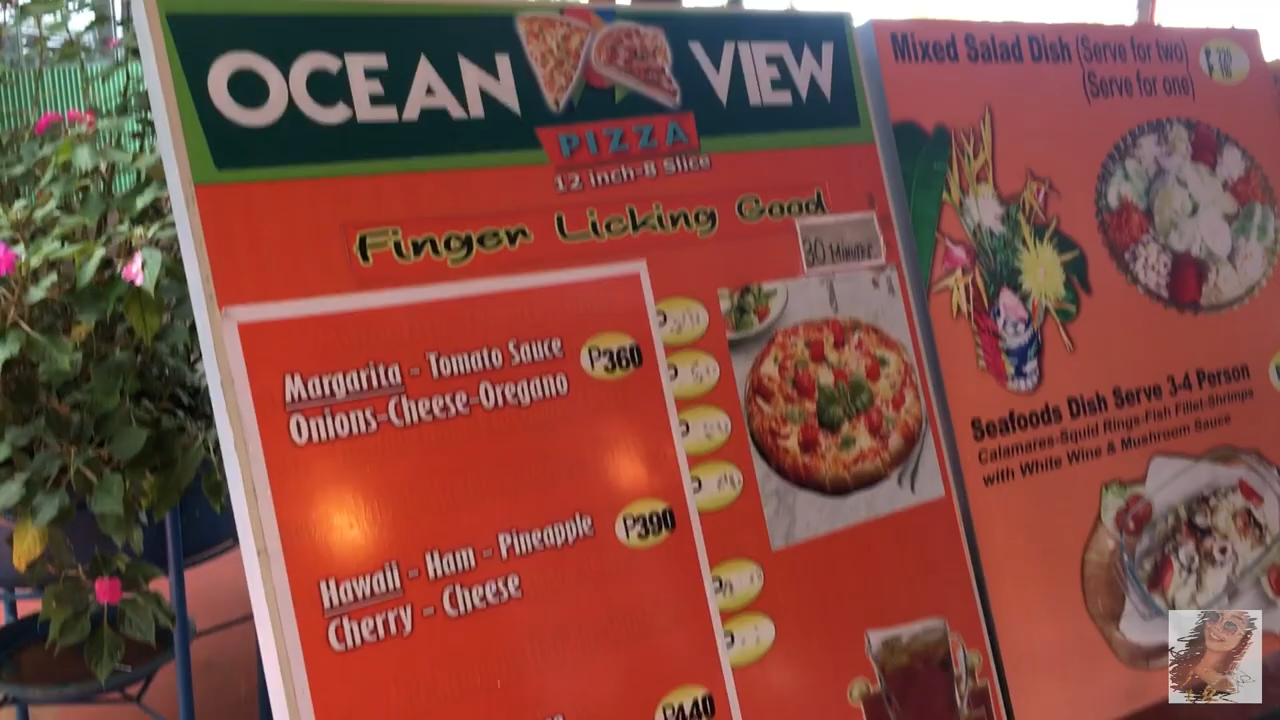 OCEAN VIEW
PIZZA
12 inch-8 Slice
Finger Licking Good
30 Minutes
Margarita - Tomato Sauce
Onions-Cheese-Oregano
P360
Hawaii - Ham - Pineapple
Cherry - Cheese
P390
P440
Mixed Salad Dish (Serve for two)
(Serve for one)
Seafoods Dish Serve 3-4 Person
Calamares-Squid Rings-Fish Fillet-Shrimps
with White Wine & Mushroom Sauce